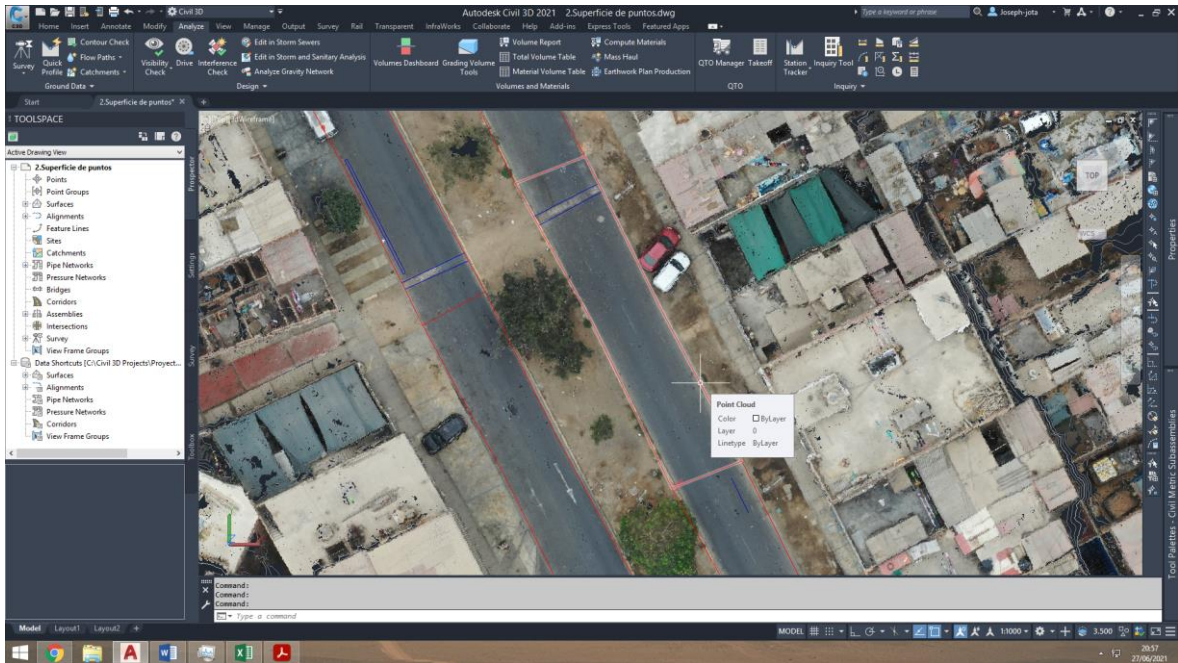 Civil 3D
Autodesk Civil 3D 2021 2.Superficie de puntos.dwg
Type a keyword or phrase
Joseph-jota
Home Insert Annotate Modify Analyze View Manage Output Survey Rail Transparent InfraWorks Collaborate Help Add-ins Express Tools Featured Apps
Survey
Quick Profile
Contour Check
Flow Paths
Catchments
Ground Data
Visibility Check
Drive
Interference Check
Edit in Storm Sewers
Edit in Storm and Sanitary Analysis
Analyze Gravity Network
Design
Volumes Dashboard
Grading Volume Tools
Volume Report
Total Volume Table
Material Volume Table
Compute Materials
Mass Haul
Earthwork Plan Production
Volumes and Materials
QTO Manager
Takeoff
QTO
Station Tracker
Inquiry Tool
Inquiry
Start
2.Superficie de puntos*
TOOLSPACE
Active Drawing View
2.Superficie de puntos
Points
Point Groups
Surfaces
Alignments
Feature Lines
Sites
Catchments
Pipe Networks
Pressure Networks
Bridges
Corridors
Assemblies
Intersections
Survey
View Frame Groups
Data Shortcuts [C:\Civil 3D Projects\Proyect...
Surfaces
Alignments
Pipe Networks
Pressure Networks
Corridors
View Frame Groups
Prospector
Settings
Survey
Toolbox
TOP
Point Cloud
Color ByLayer
Layer 0
Linetype ByLayer
Properties
Tool Palettes - Civil Metric Subassemblies
Command:
Command:
Command:
Type a command
Model Layout1 Layout2 +
MODEL
1:1000
3.500
20:57
27/06/2021